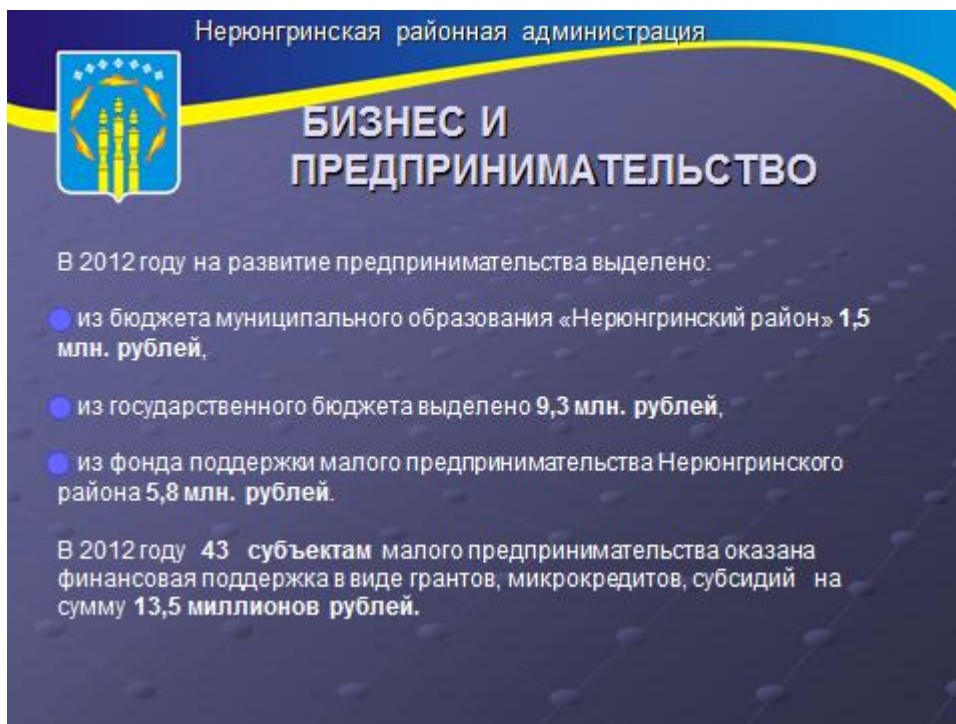 Нерюнгринская районная администрация
БИЗНЕС И
ПРЕДПРИНИМАТЕЛЬСТВО
В 2012 году на развитие предпринимательства выделено:
из бюджета муниципального образования «Нерюнгринский район» 1,5
млн. рублей,
из государственного бюджета выделено 9,3 млн. рублей,
из фонда поддержки малого предпринимательства Нерюнгринского
района 5,8 млн. рублей.
В 2012 году 43 субъектам малого предпринимательства оказана
финансовая поддержка в виде грантов, микрокредитов, субсидий на
сумму 13,5 миллионов рублей.